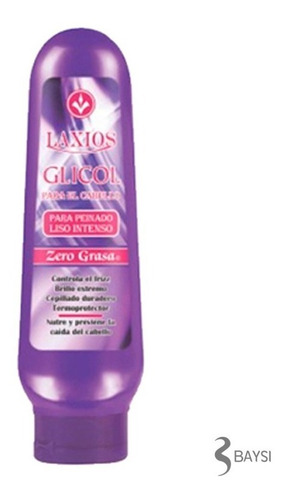 LAXIOS
GLICOL
PARA EL CABELLO
PARA PEINADO
LISO INTENSO
Zero Grasa
Controla el frizz
Brillo extremo
Cepillado duradero
Termoprotector
Nutre y previene la
caída del cabello
BAYSI